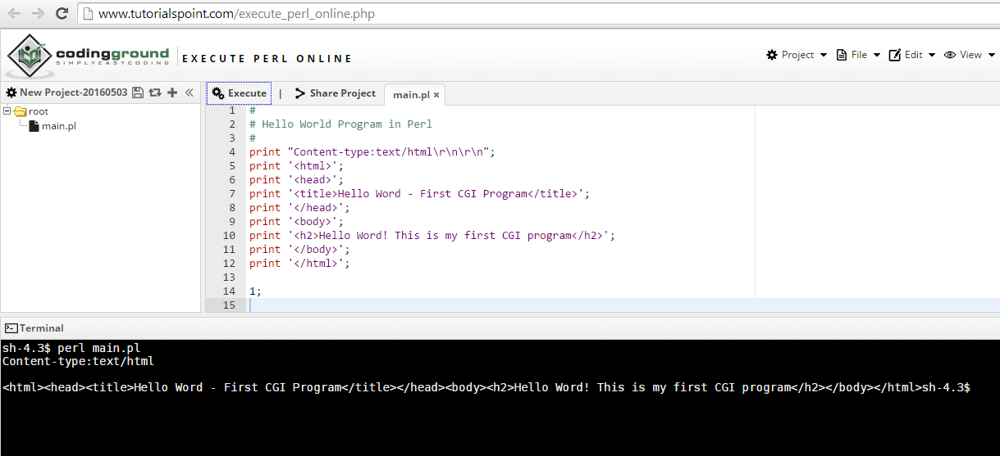 www.tutorialspoint.com/execute_perl_online.php
codingground
SIMPLYEASYCODING
EXECUTE PERL ONLINE
Project File Edit View
New Project-20160503
Execute | Share Project main.pl ×
root
main.pl
1 #
2 # Hello World Program in Perl
3 #
4 print "Content-type:text/html\r\n\r\n";
5 print '<html>';
6 print '<head>';
7 print '<title>Hello Word - First CGI Program</title>';
8 print '</head>';
9 print '<body>';
10 print '<h2>Hello Word! This is my first CGI program</h2>';
11 print '</body>';
12 print '</html>';
13
14 1;
15
Terminal
sh-4.3$ perl main.pl
Content-type:text/html
<html><head><title>Hello Word - First CGI Program</title></head><body><h2>Hello Word! This is my first CGI program</h2></body></html>sh-4.3$